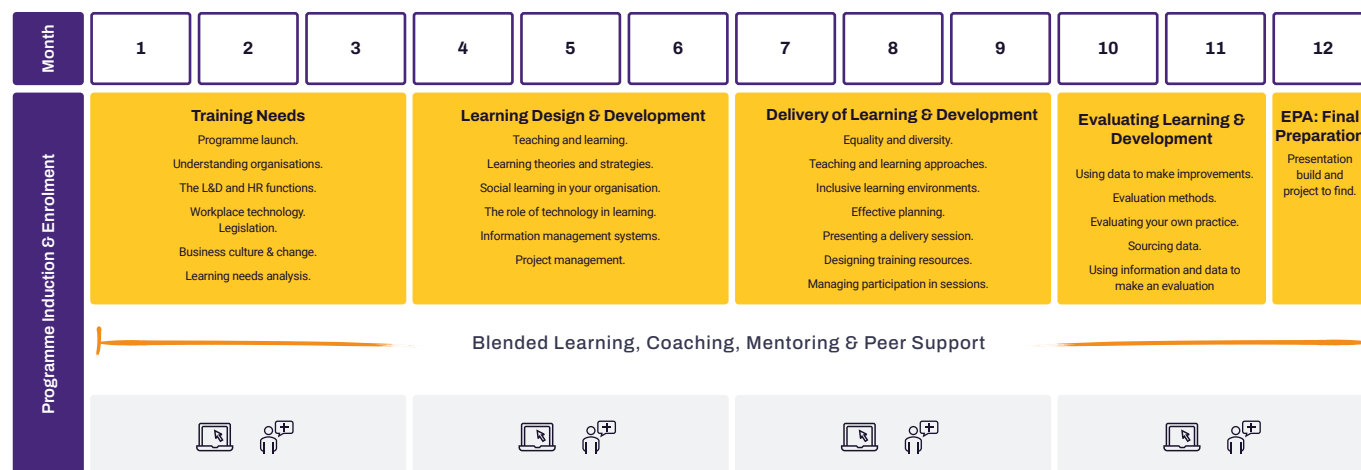 Month
1
2
3
4
5
6
7
8
9
10
11
12
Programme Induction & Enrolment
Training Needs
Programme launch.
Understanding organisations.
The L&D and HR functions.
Workplace technology.
Legislation.
Business culture & change.
Learning needs analysis.
Learning Design & Development
Teaching and learning.
Learning theories and strategies.
Social learning in your organisation.
The role of technology in learning.
Information management systems.
Project management.
Delivery of Learning & Development
Equality and diversity.
Teaching and learning approaches.
Inclusive learning environments.
Effective planning.
Presenting a delivery session.
Designing training resources.
Managing participation in sessions.
Evaluating Learning &
Development
Using data to make improvements.
Evaluation methods.
Evaluating your own practice.
Sourcing data.
Using information and data to
make an evaluation
EPA: Final
Preparation
Presentation
build and
project to find.
Blended Learning, Coaching, Mentoring & Peer Support